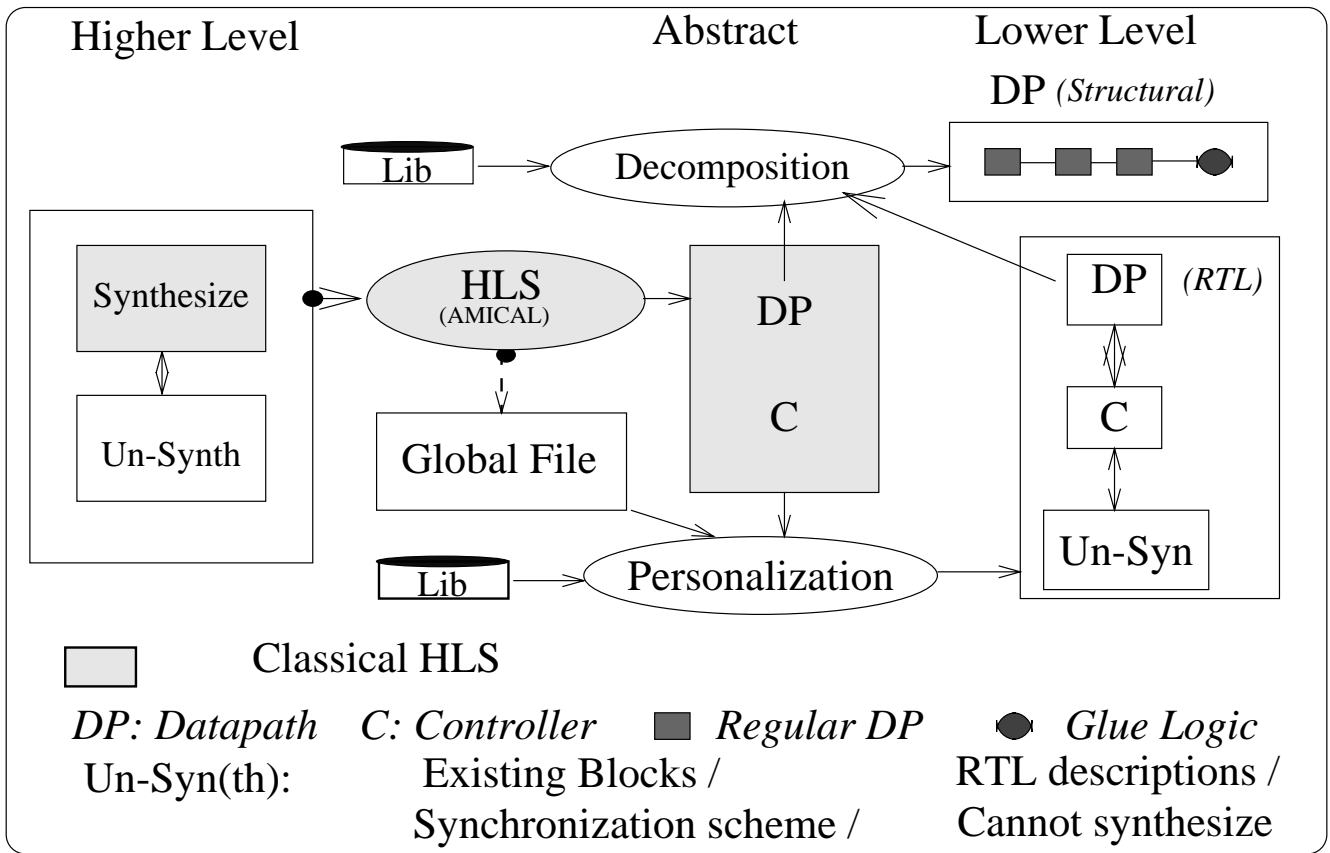 Higher Level
Abstract
Lower Level
DP (Structural)
Lib
Decomposition
Synthesize
HLS
(AMICAL)
DP
DP (RTL)
C
C
Un-Synth
Global File
Un-Syn
Lib
Personalization
Classical HLS
DP: Datapath C: Controller Regular DP Glue Logic
Un-Syn(th): Existing Blocks / RTL descriptions /
Synchronization scheme / Cannot synthesize